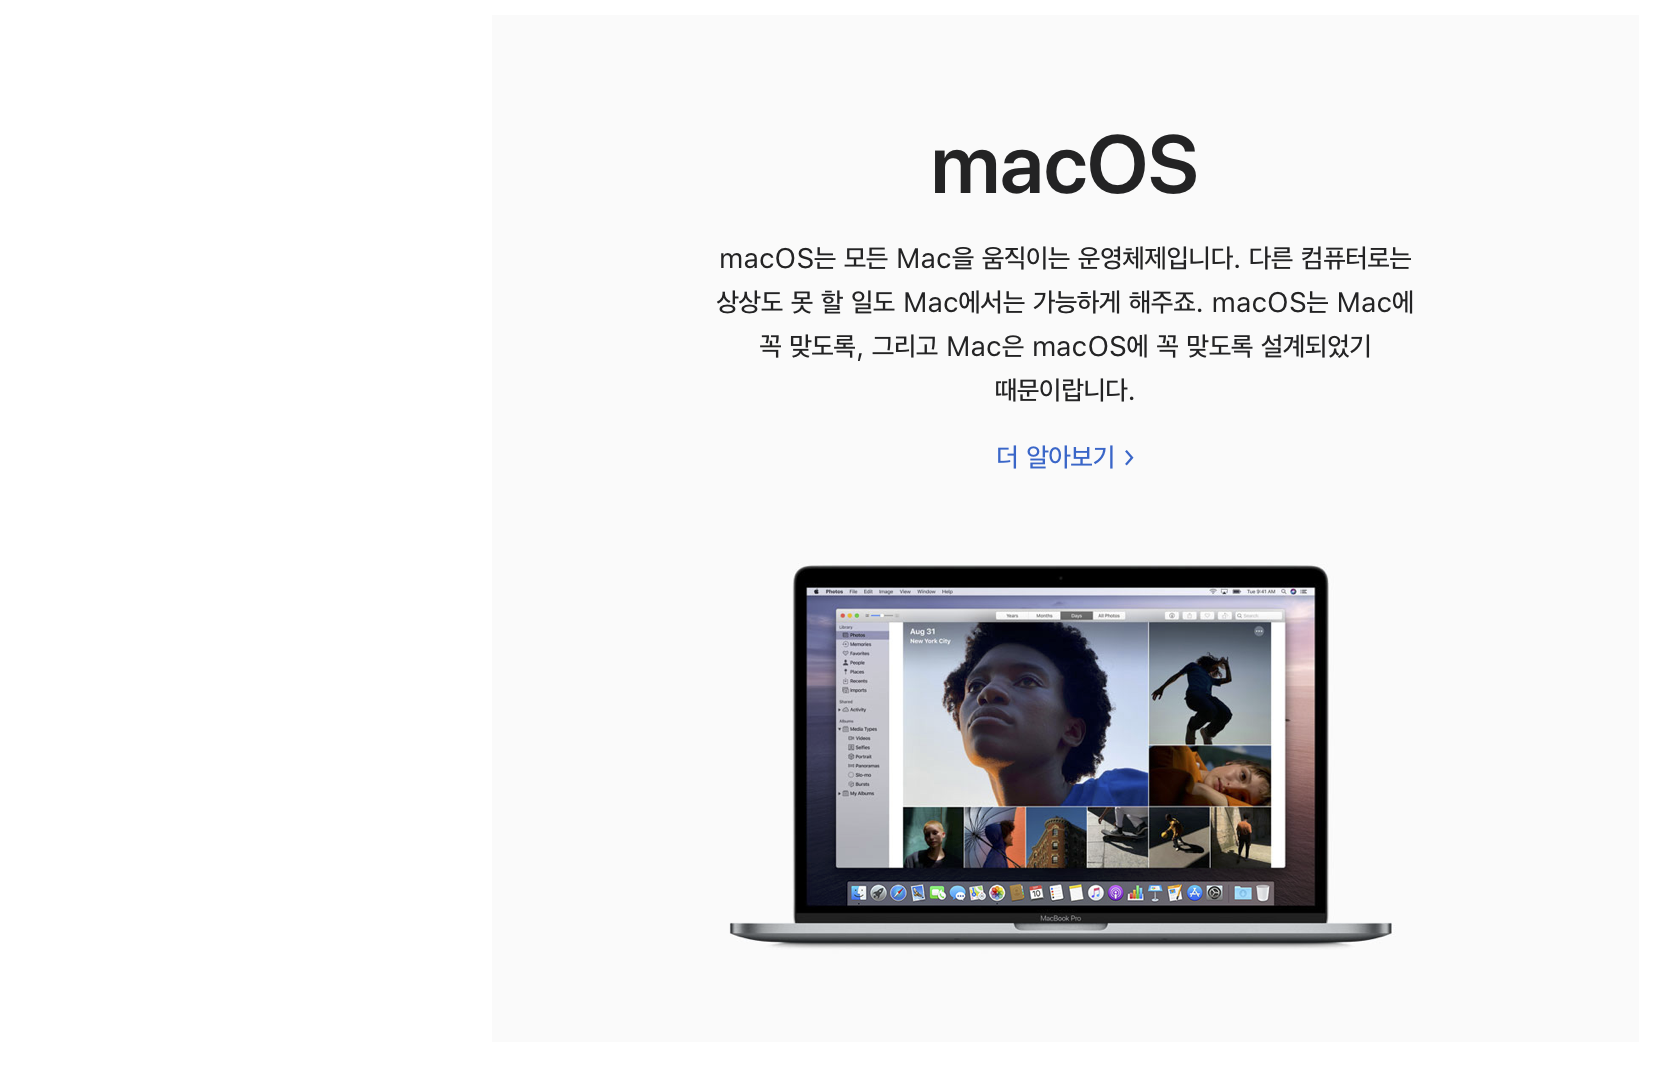 macOS
macOS는 모든 Mac을 움직이는 운영체제입니다. 다른 컴퓨터로는
상상도 못 할 일도 Mac에서는 가능하게 해주죠. macOS는 Mac에
꼭 맞도록, 그리고 Mac은 macOS에 꼭 맞도록 설계되었기
때문이랍니다.
더 알아보기 >
Photos File Edit Image View Window Help Tue 9:41 AM
Years Months Days All Photos Search
Library
Photos
Memories
Favorites
People
Places
Recents
Imports
Shared
Activity
Albums
Media Types
Videos
Selfies
Portrait
Panoramas
Slo-mo
Bursts
My Albums
Aug 31
New York City
10
MacBook Pro